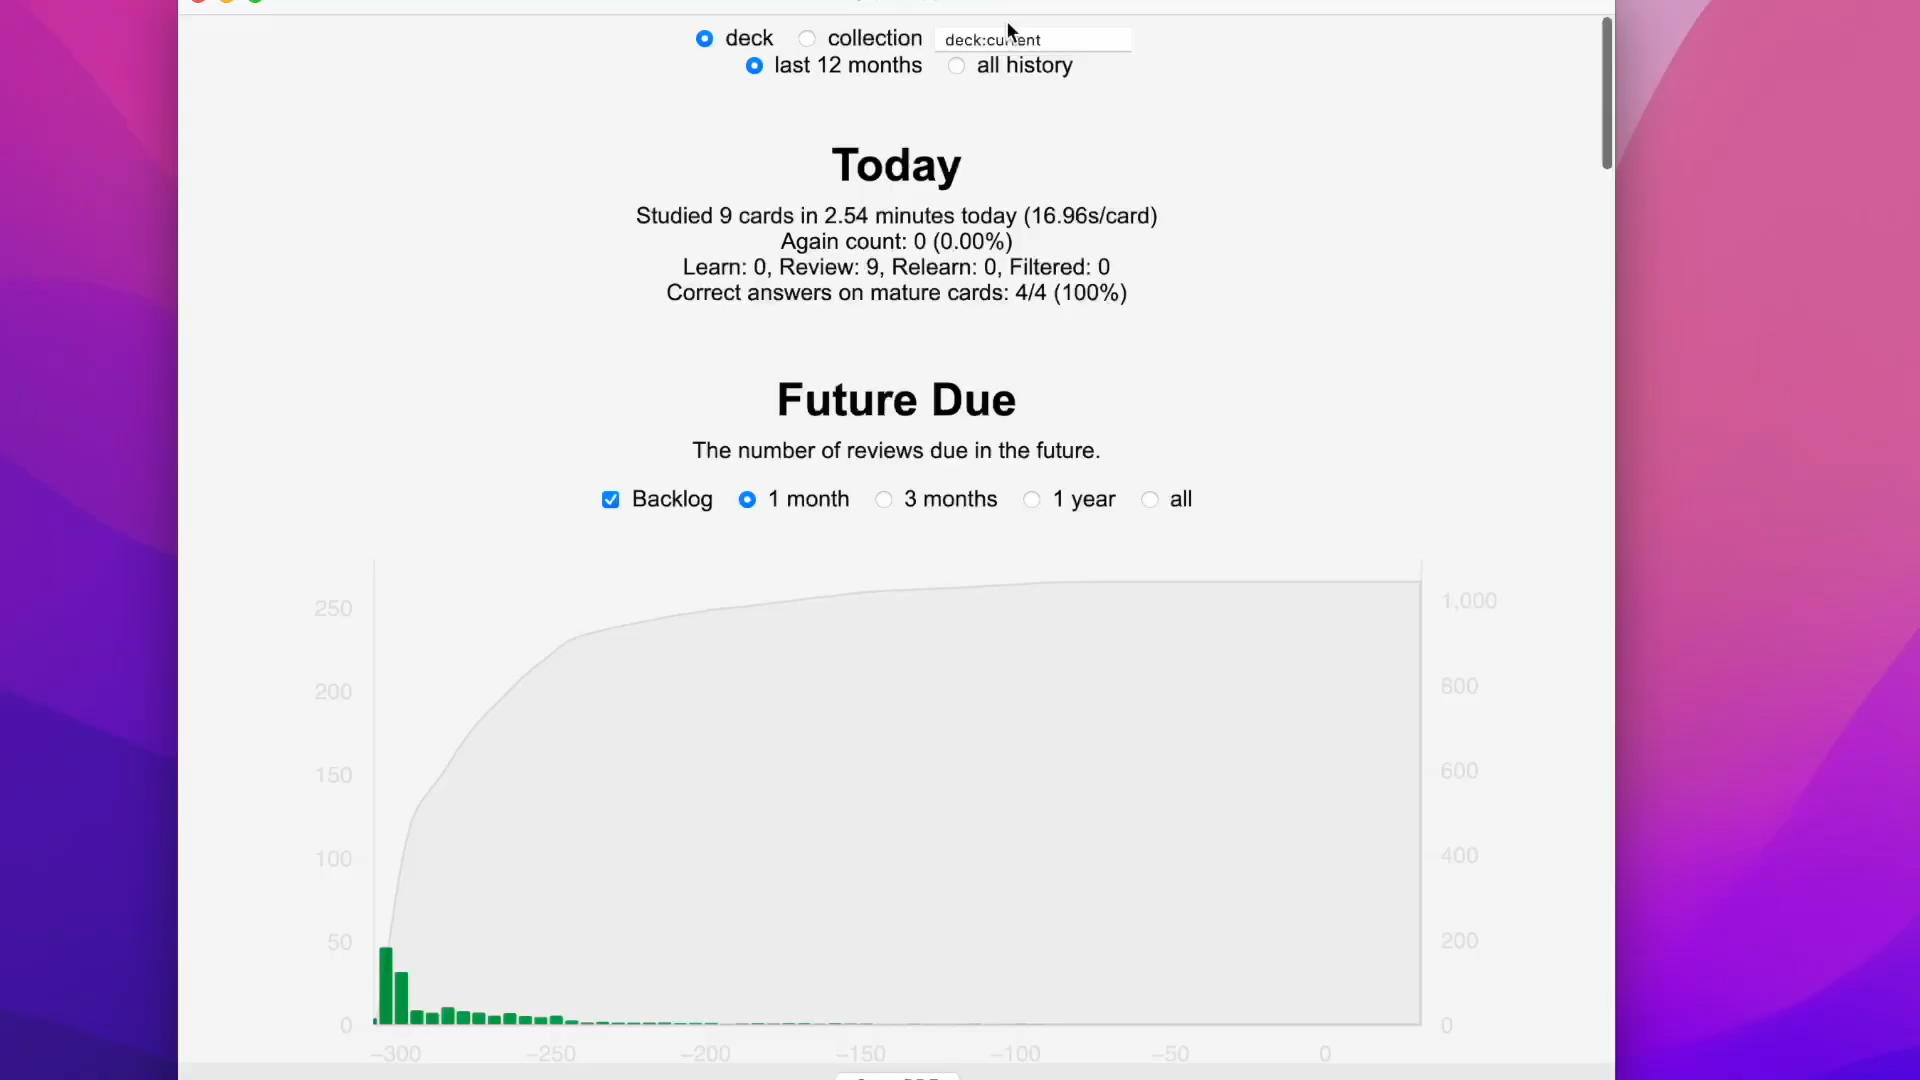 deck collection deck:current
last 12 months all history
Today
Studied 9 cards in 2.54 minutes today (16.96s/card)
Again count: 0 (0.00%)
Learn: 0, Review: 9, Relearn: 0, Filtered: 0
Correct answers on mature cards: 4/4 (100%)
Future Due
The number of reviews due in the future.
Backlog 1 month 3 months 1 year all
250 1,000
200 800
150 600
100 400
50 200
0 0
–300 –250 –200 –150 –100 –50 0